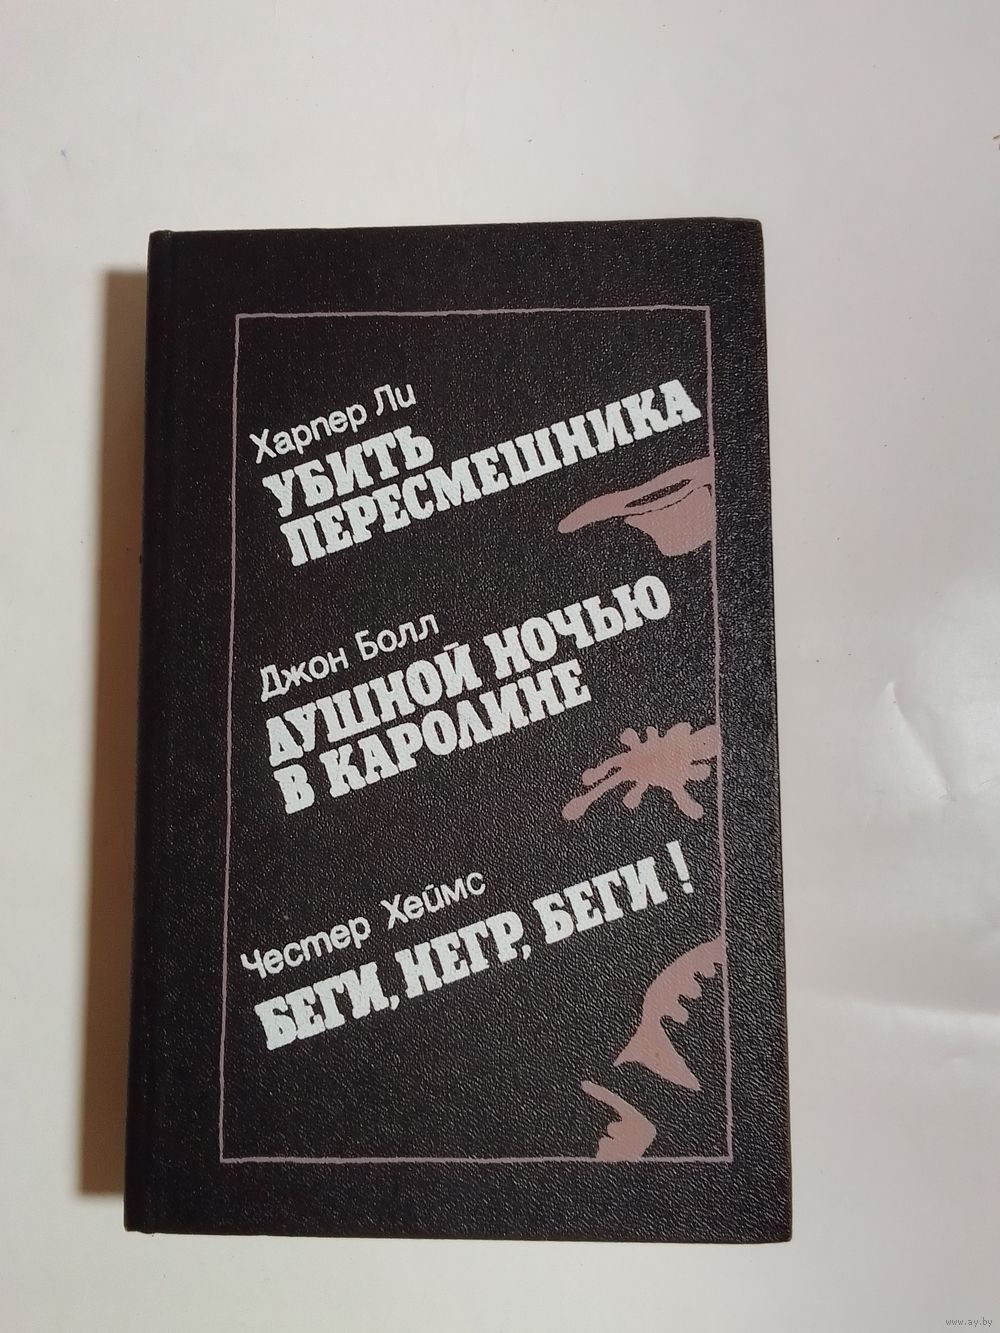 Харпер Ли
УБИТЬ
ПЕРЕСМЕШНИКА
Джон Болл
ДУШНОЙ НОЧЬЮ
В КАРОЛИНЕ
Честер Хеймс
БЕГИ, НЕГР, БЕГИ!
www.ay.by